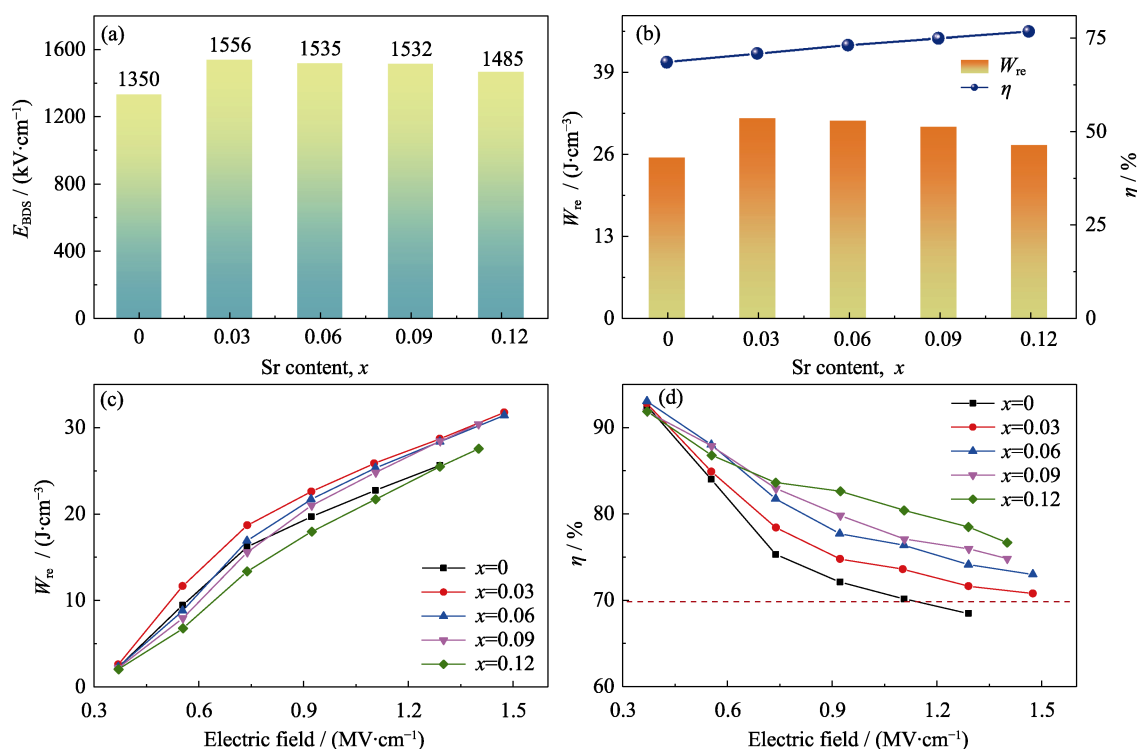 (a)
1600
1200
800
400
0
E_BDS / (kV·cm⁻¹)
1350
1556
1535
1532
1485
0
0.03
0.06
0.09
0.12
Sr content, x
(b)
39
26
13
0
W_re / (J·cm⁻³)
W_re
η
75
50
25
0
η / %
0
0.03
0.06
0.09
0.12
Sr content, x
(c)
30
20
10
0
W_re / (J·cm⁻³)
x=0
x=0.03
x=0.06
x=0.09
x=0.12
0.3
0.6
0.9
1.2
1.5
Electric field / (MV·cm⁻¹)
(d)
90
80
70
60
η / %
x=0
x=0.03
x=0.06
x=0.09
x=0.12
0.3
0.6
0.9
1.2
1.5
Electric field / (MV·cm⁻¹)